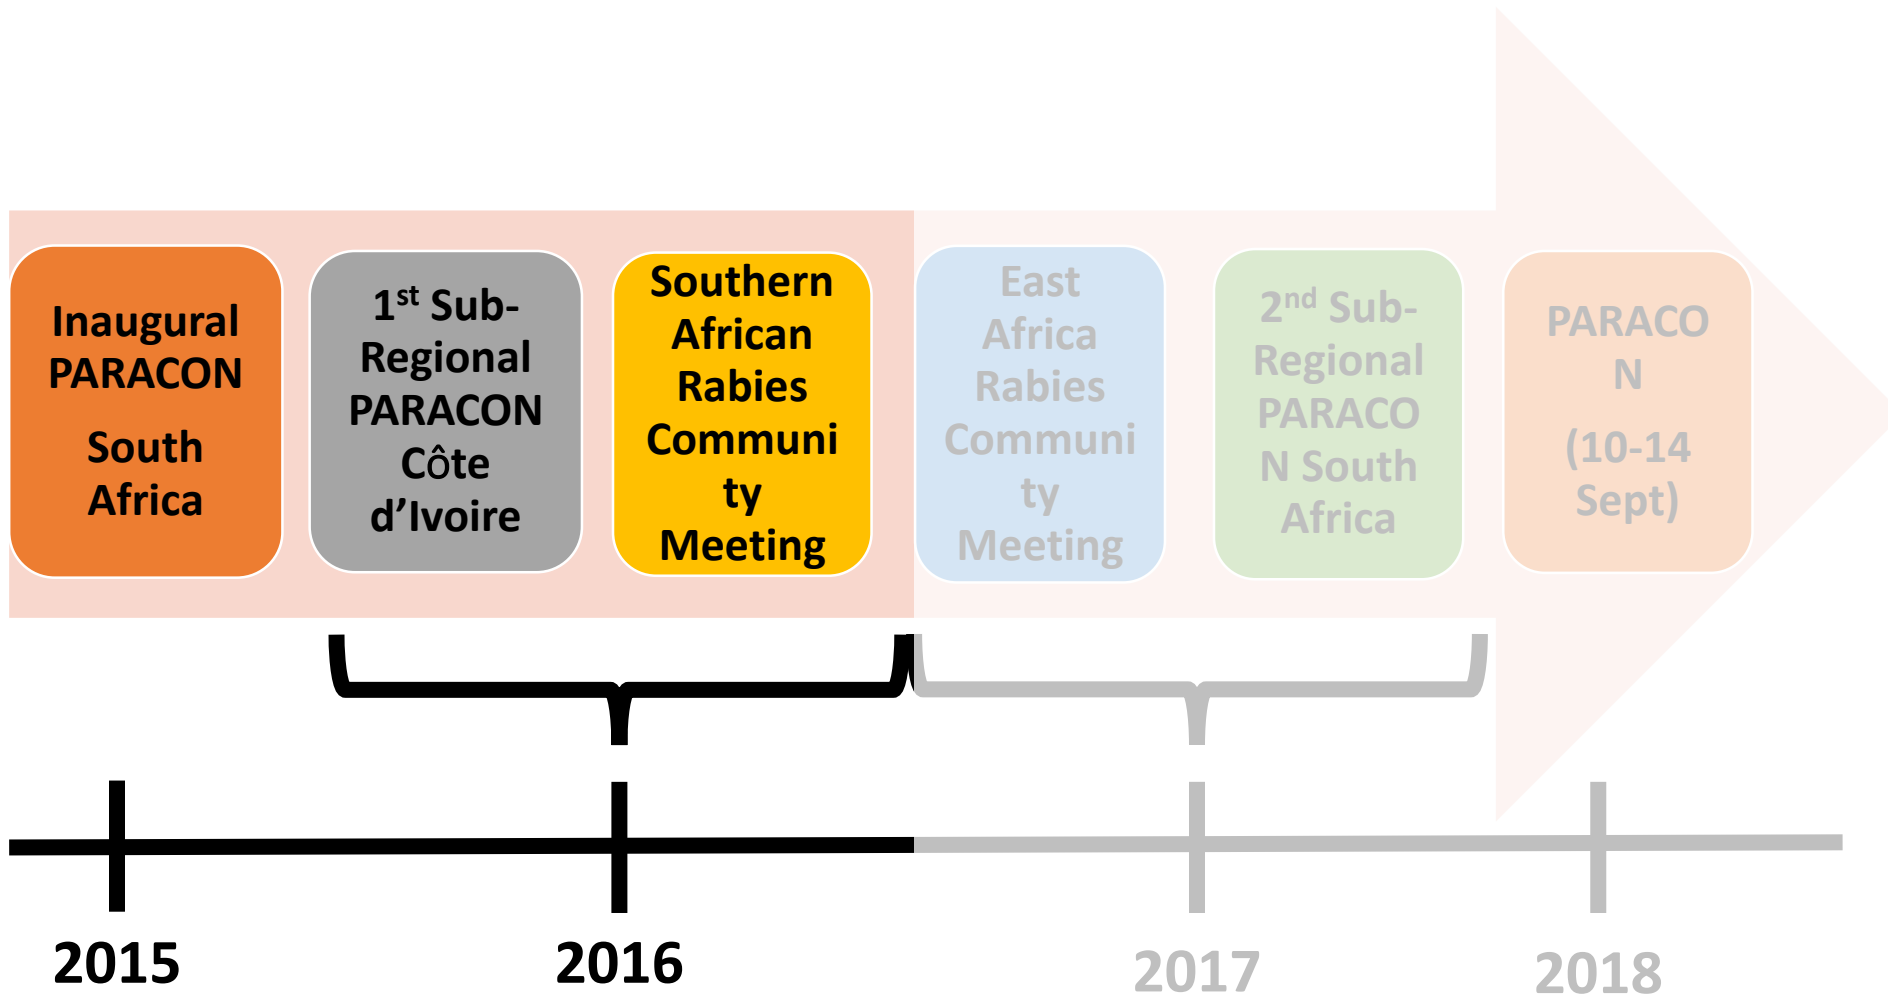 Inaugural
PARACON
South
Africa
1st Sub-
Regional
PARACON
Côte
d’Ivoire
Southern
African
Rabies
Communi
ty
Meeting
East
Africa
Rabies
Communi
ty
Meeting
2nd Sub-
Regional
PARACO
N South
Africa
PARACO
N
(10-14
Sept)
2015
2016
2017
2018